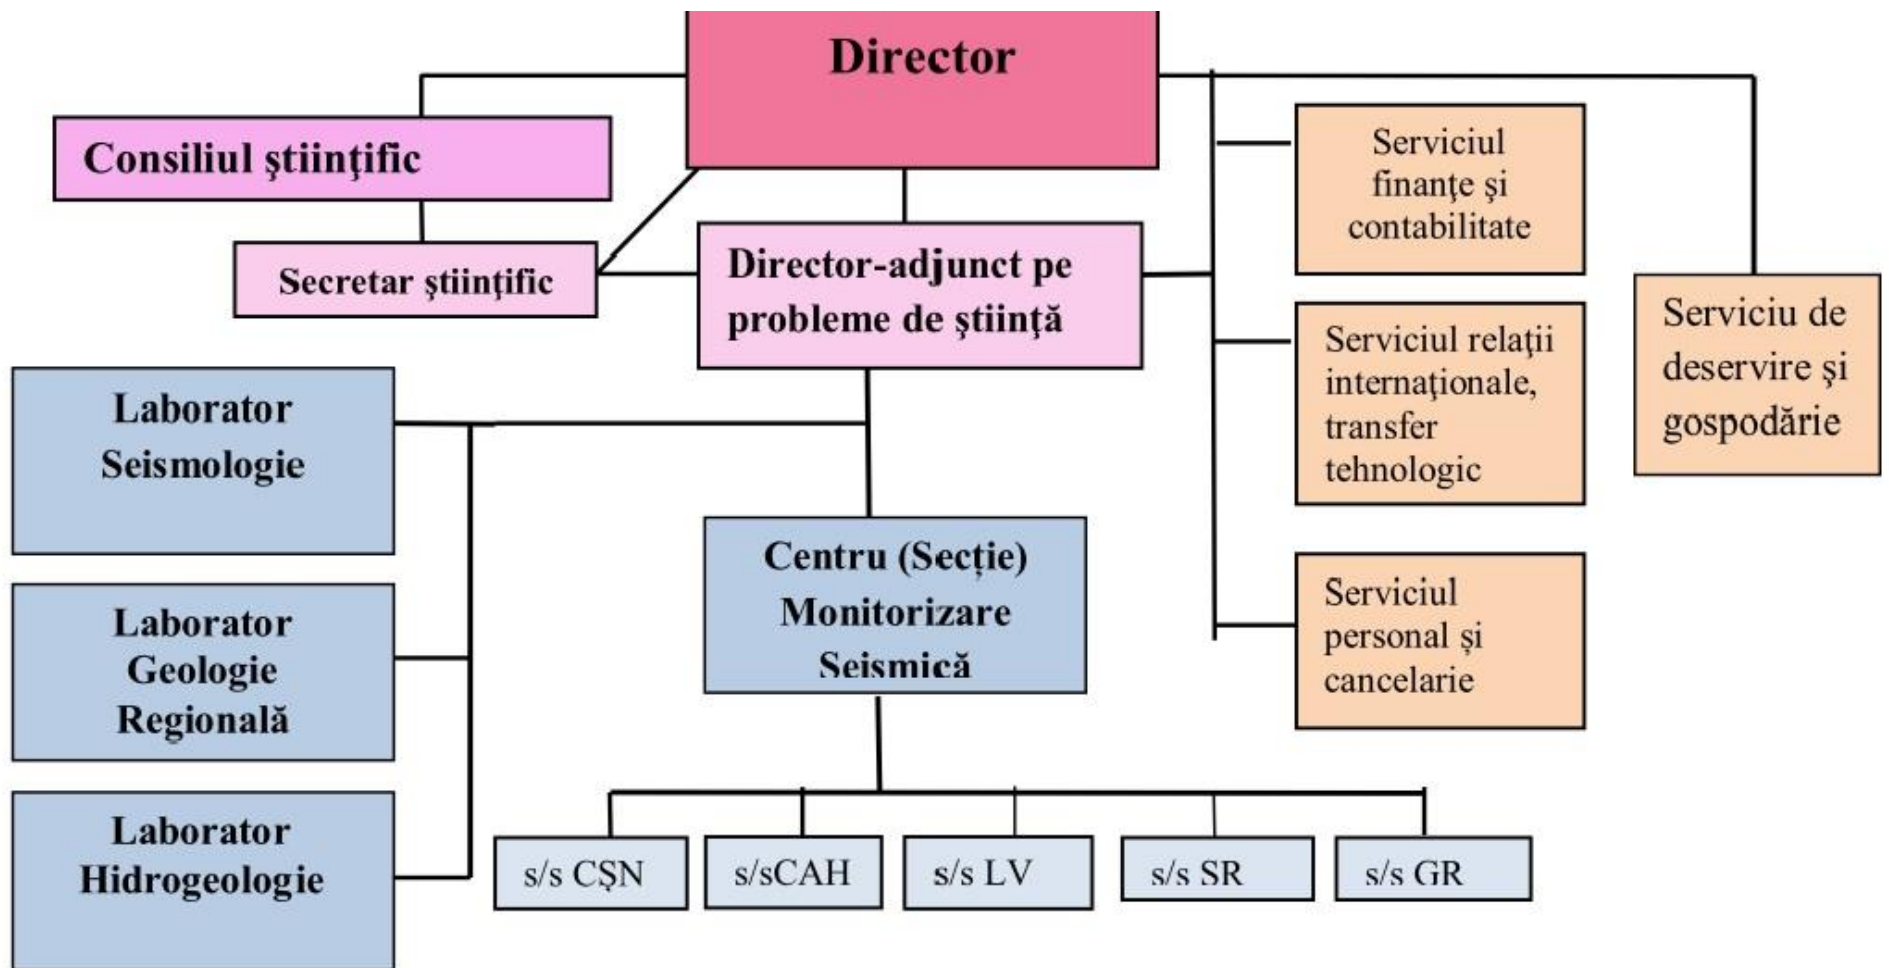 Director
Consiliul ştiinţific
Secretar ştiinţific
Director-adjunct pe
probleme de ştiinţă
Serviciul
finanţe şi
contabilitate
Serviciul relaţii
internaţionale,
transfer
tehnologic
Serviciul
personal și
cancelarie
Serviciu de
deservire şi
gospodărie
Laborator
Seismologie
Laborator
Geologie
Regională
Laborator
Hidrogeologie
Centru (Secție)
Monitorizare
Seismică
s/s CȘN
s/sCAH
s/s LV
s/s SR
s/s GR